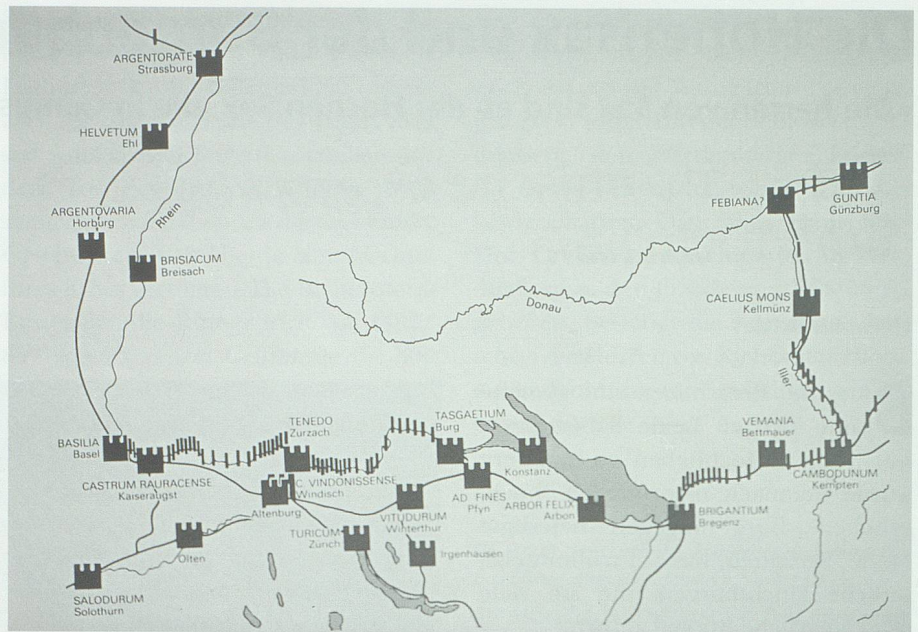 ARGENTORATE
Strassburg
HELVETUM
Ehl
ARGENTOVARIA
Horburg
Rhein
BRISIACUM
Breisach
FEBIANA?
GUNTIA
Günzburg
Donau
CAELIUS MONS
Kellmünz
Iller
BASILIA
Basel
CASTRUM RAURACENSE
Kaiseraugst
TENEDO
Zurzach
C. VINDONISSENSE
Windisch
Altenburg
TASGAETIUM
Burg
Konstanz
AD FINES
Pfyn
VITUDURUM
Winterthur
ARBOR FELIX
Arbon
BRIGANTIUM
Bregenz
VEMANIA
Bettmauer
CAMBODUNUM
Kempten
TURICUM
Zürich
Irgenhausen
Olten
SALODURUM
Solothurn